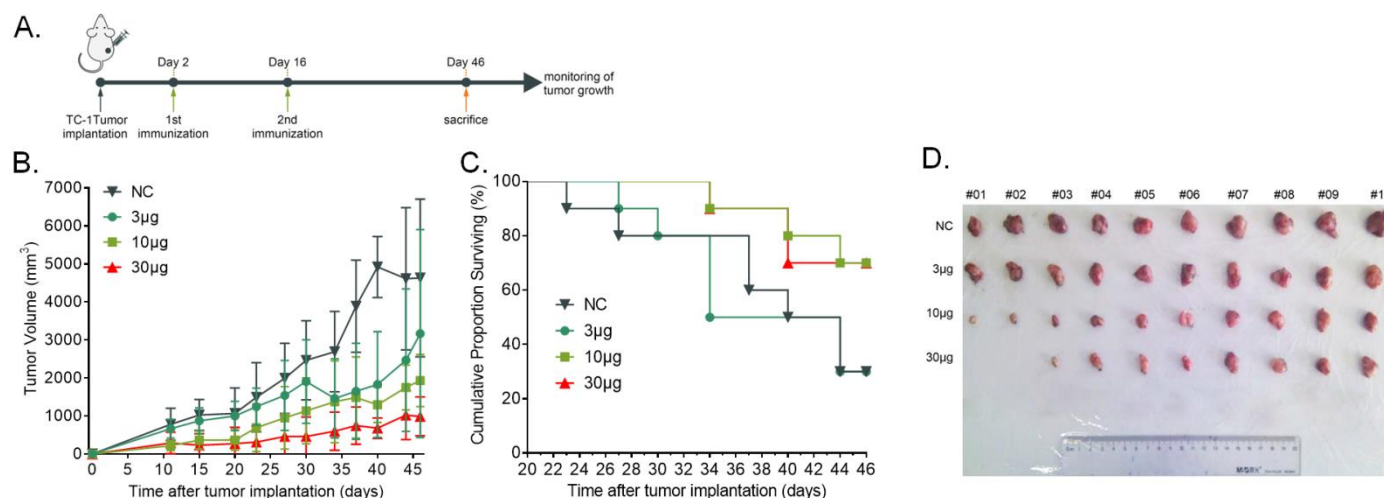 A.
Day 2
Day 16
Day 46
monitoring of
tumor growth
TC-1Tumor
implantation
1st
immunization
2nd
immunization
sacrifice
B.
7000
6000
5000
4000
3000
2000
1000
0
Tumor Volume (mm³)
NC
3µg
10µg
30µg
0 5 10 15 20 25 30 35 40 45
Time after tumor implantation (days)
C.
100
80
60
40
20
0
Cumulative Proportion Surviving (%)
NC
3µg
10µg
30µg
20 22 24 26 28 30 32 34 36 38 40 42 44 46
Time after tumor implantation (days)
D.
#01 #02 #03 #04 #05 #06 #07 #08 #09 #1
NC
3µg
10µg
30µg